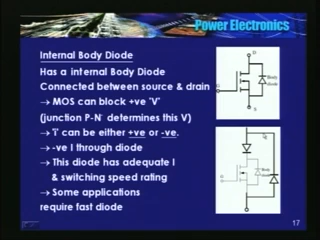 Power Electronics
Internal Body Diode
Has a internal Body Diode
Connected between source & drain
→ MOS can block +ve 'V'
(junction P-N⁻ determines this V)
→ 'i' can be either +ve or -ve.
→ -ve I through diode
→ This diode has adequate I
& switching speed rating
→ Some applications
require fast diode
D
Body
diode
S
17